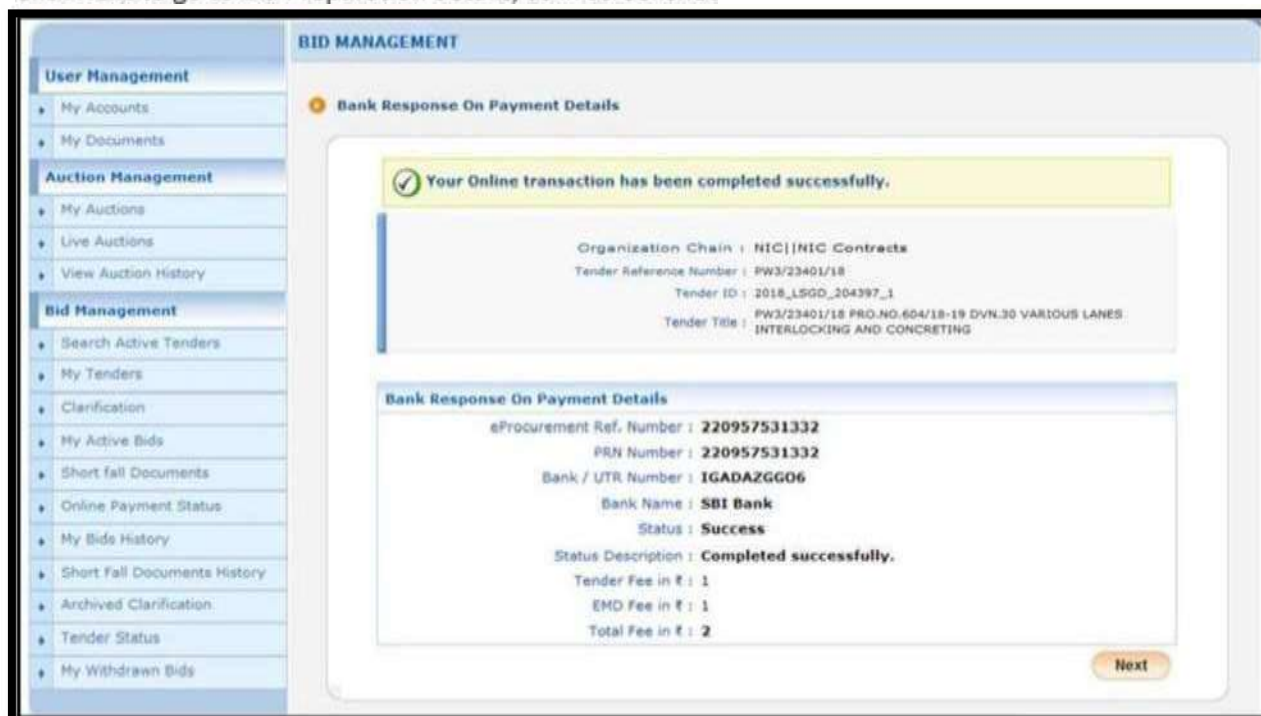 BID MANAGEMENT
User Management
My Accounts
My Documents
Auction Management
My Auctions
Live Auctions
View Auction History
Bid Management
Search Active Tenders
My Tenders
Clarification
My Active Bids
Short fall Documents
Online Payment Status
My Bids History
Short Fall Documents History
Archived Clarification
Tender Status
My Withdrawn Bids
Bank Response On Payment Details
Your Online transaction has been completed successfully.
Organization Chain : NIC||NIC Contracts
Tender Reference Number : PW3/23401/18
Tender ID : 2018_LSGD_204397_1
Tender Title : PW3/23401/18 PRO.NO.604/18-19 DVN.30 VARIOUS LANES
INTERLOCKING AND CONCRETING
Bank Response On Payment Details
eProcurement Ref. Number : 220957531332
PRN Number : 220957531332
Bank / UTR Number : IGADAZGGO6
Bank Name : SBI Bank
Status : Success
Status Description : Completed successfully.
Tender Fee in ₹ : 1
EMD Fee in ₹ : 1
Total Fee in ₹ : 2
Next